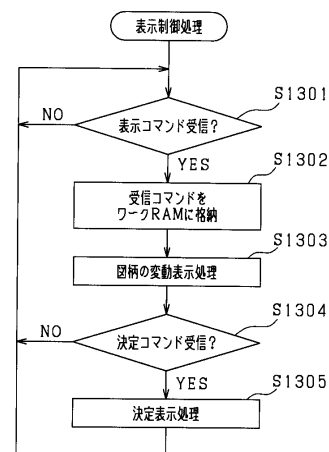 表示制御処理
S1301
表示コマンド受信？
NO
YES
S1302
受信コマンドを
ワークRAMに格納
S1303
図柄の変動表示処理
S1304
決定コマンド受信？
NO
YES
S1305
決定表示処理